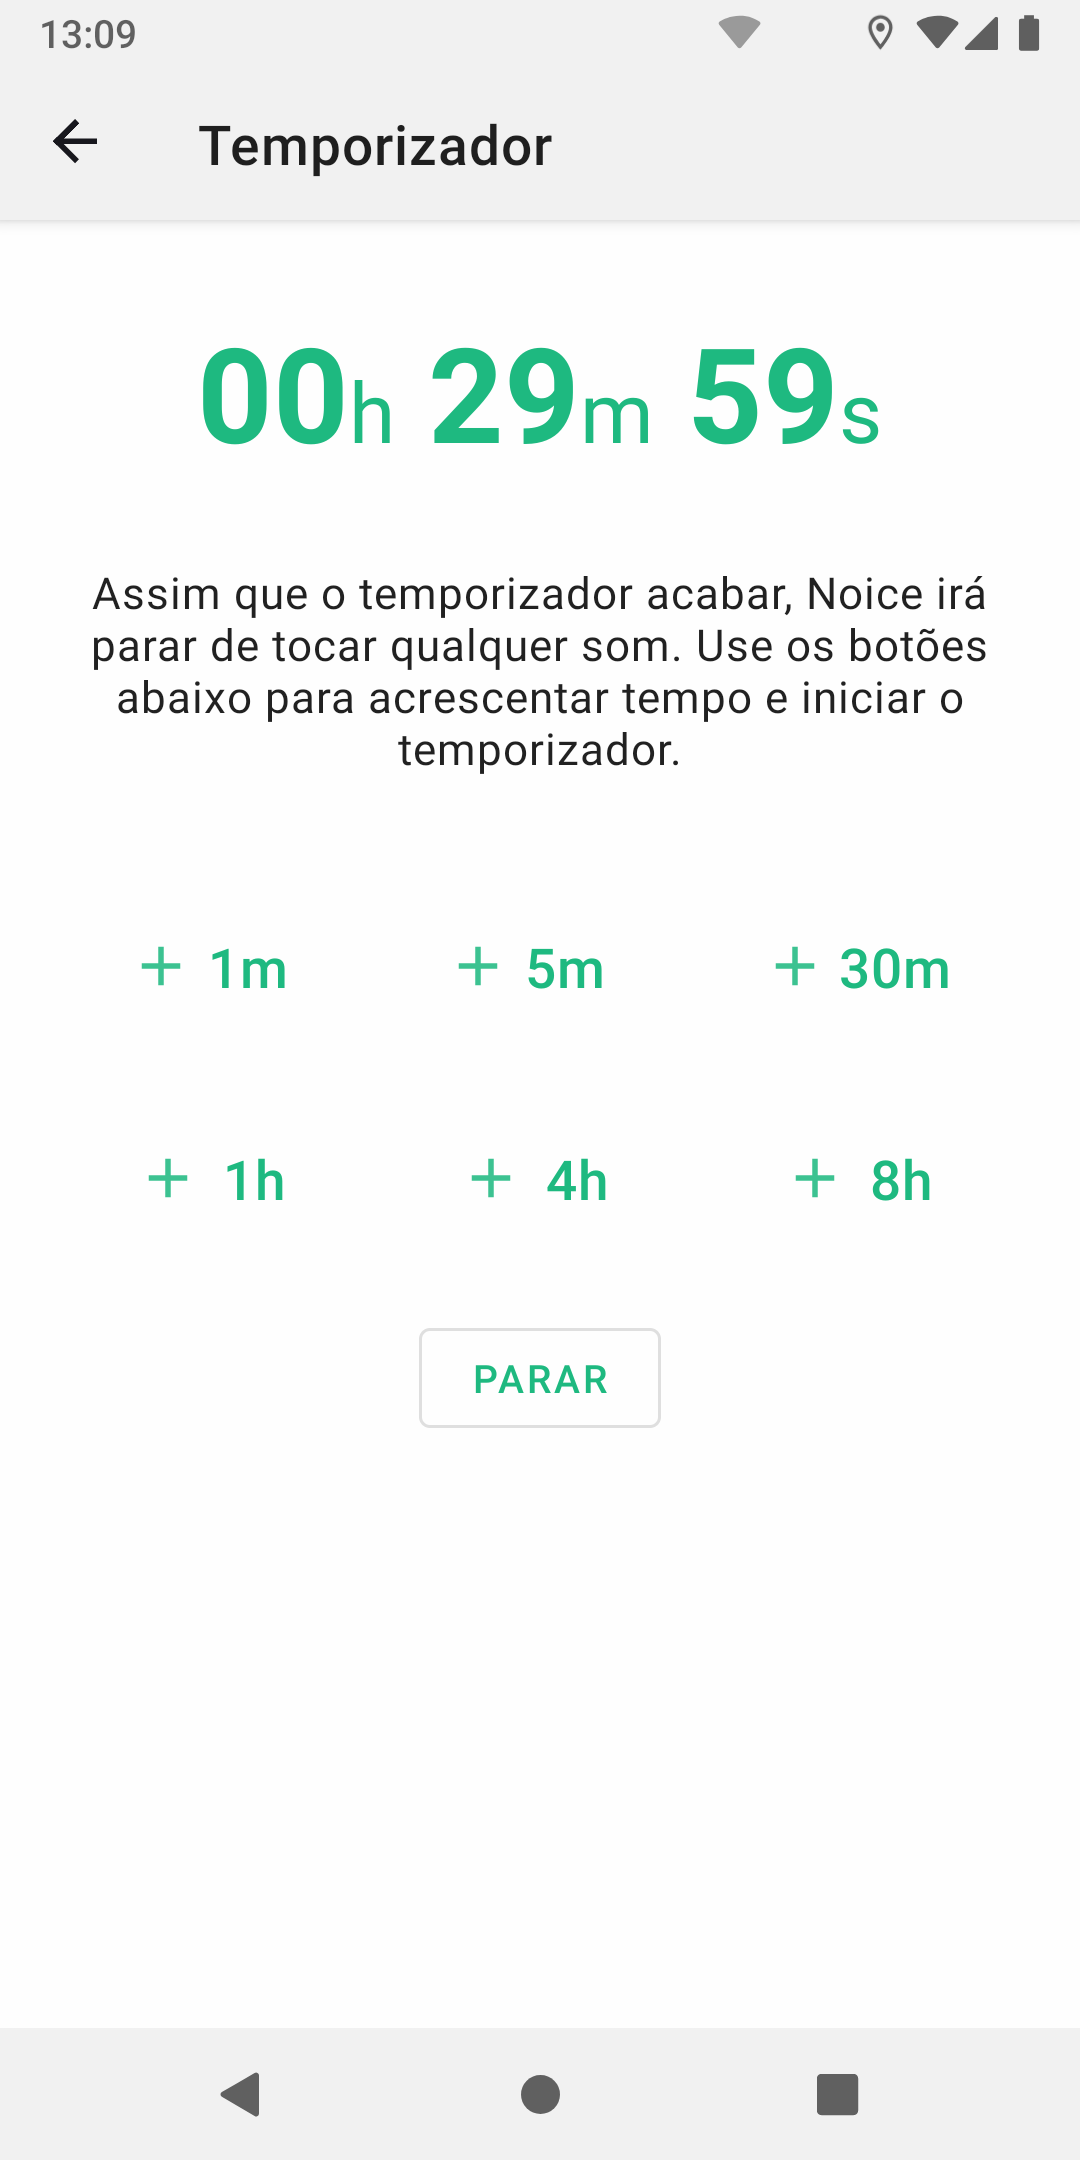 13:09
Temporizador
00h 29m 59s
Assim que o temporizador acabar, Noice irá
parar de tocar qualquer som. Use os botões
abaixo para acrescentar tempo e iniciar o
temporizador.
+ 1m + 5m + 30m
+ 1h + 4h + 8h
PARAR